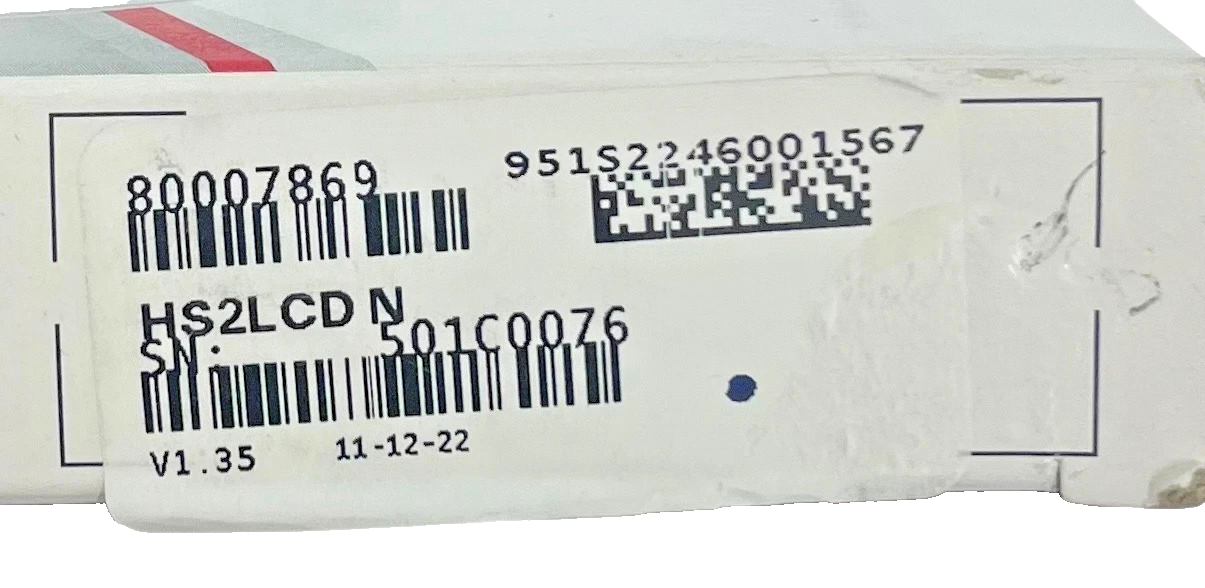 80007869
951S2246001567
HS2LCD N
SN: 501C0076
V1.35 11-12-22